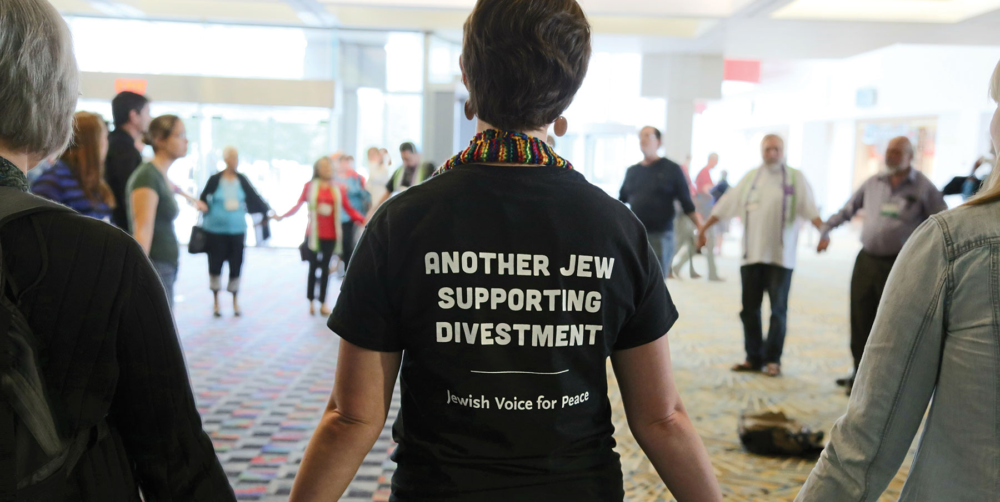 ANOTHER JEW
SUPPORTING
DIVESTMENT
Jewish Voice for Peace